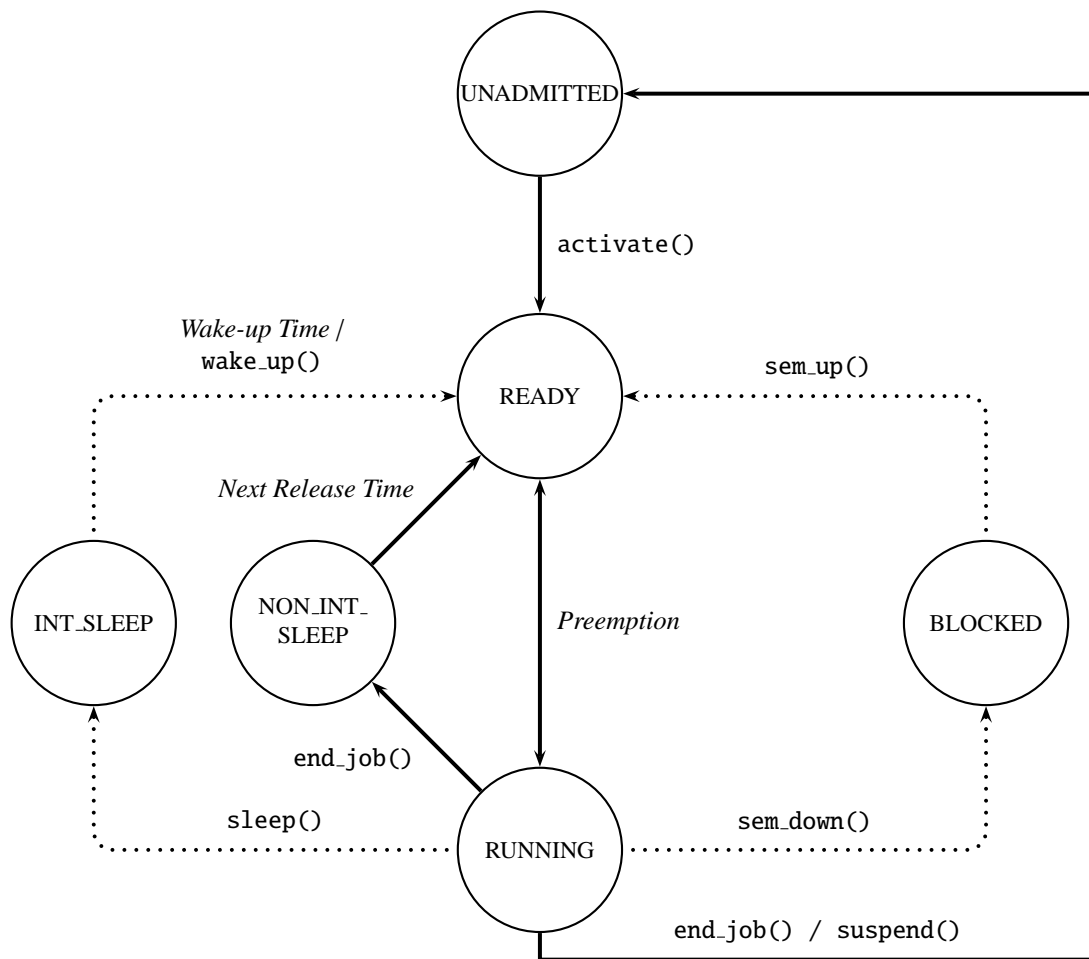 UNADMITTED
activate()
Wake-up Time /
wake_up()
READY
sem_up()
Next Release Time
INT_SLEEP
NON_INT_
SLEEP
Preemption
BLOCKED
end_job()
sleep()
RUNNING
sem_down()
end_job() / suspend()